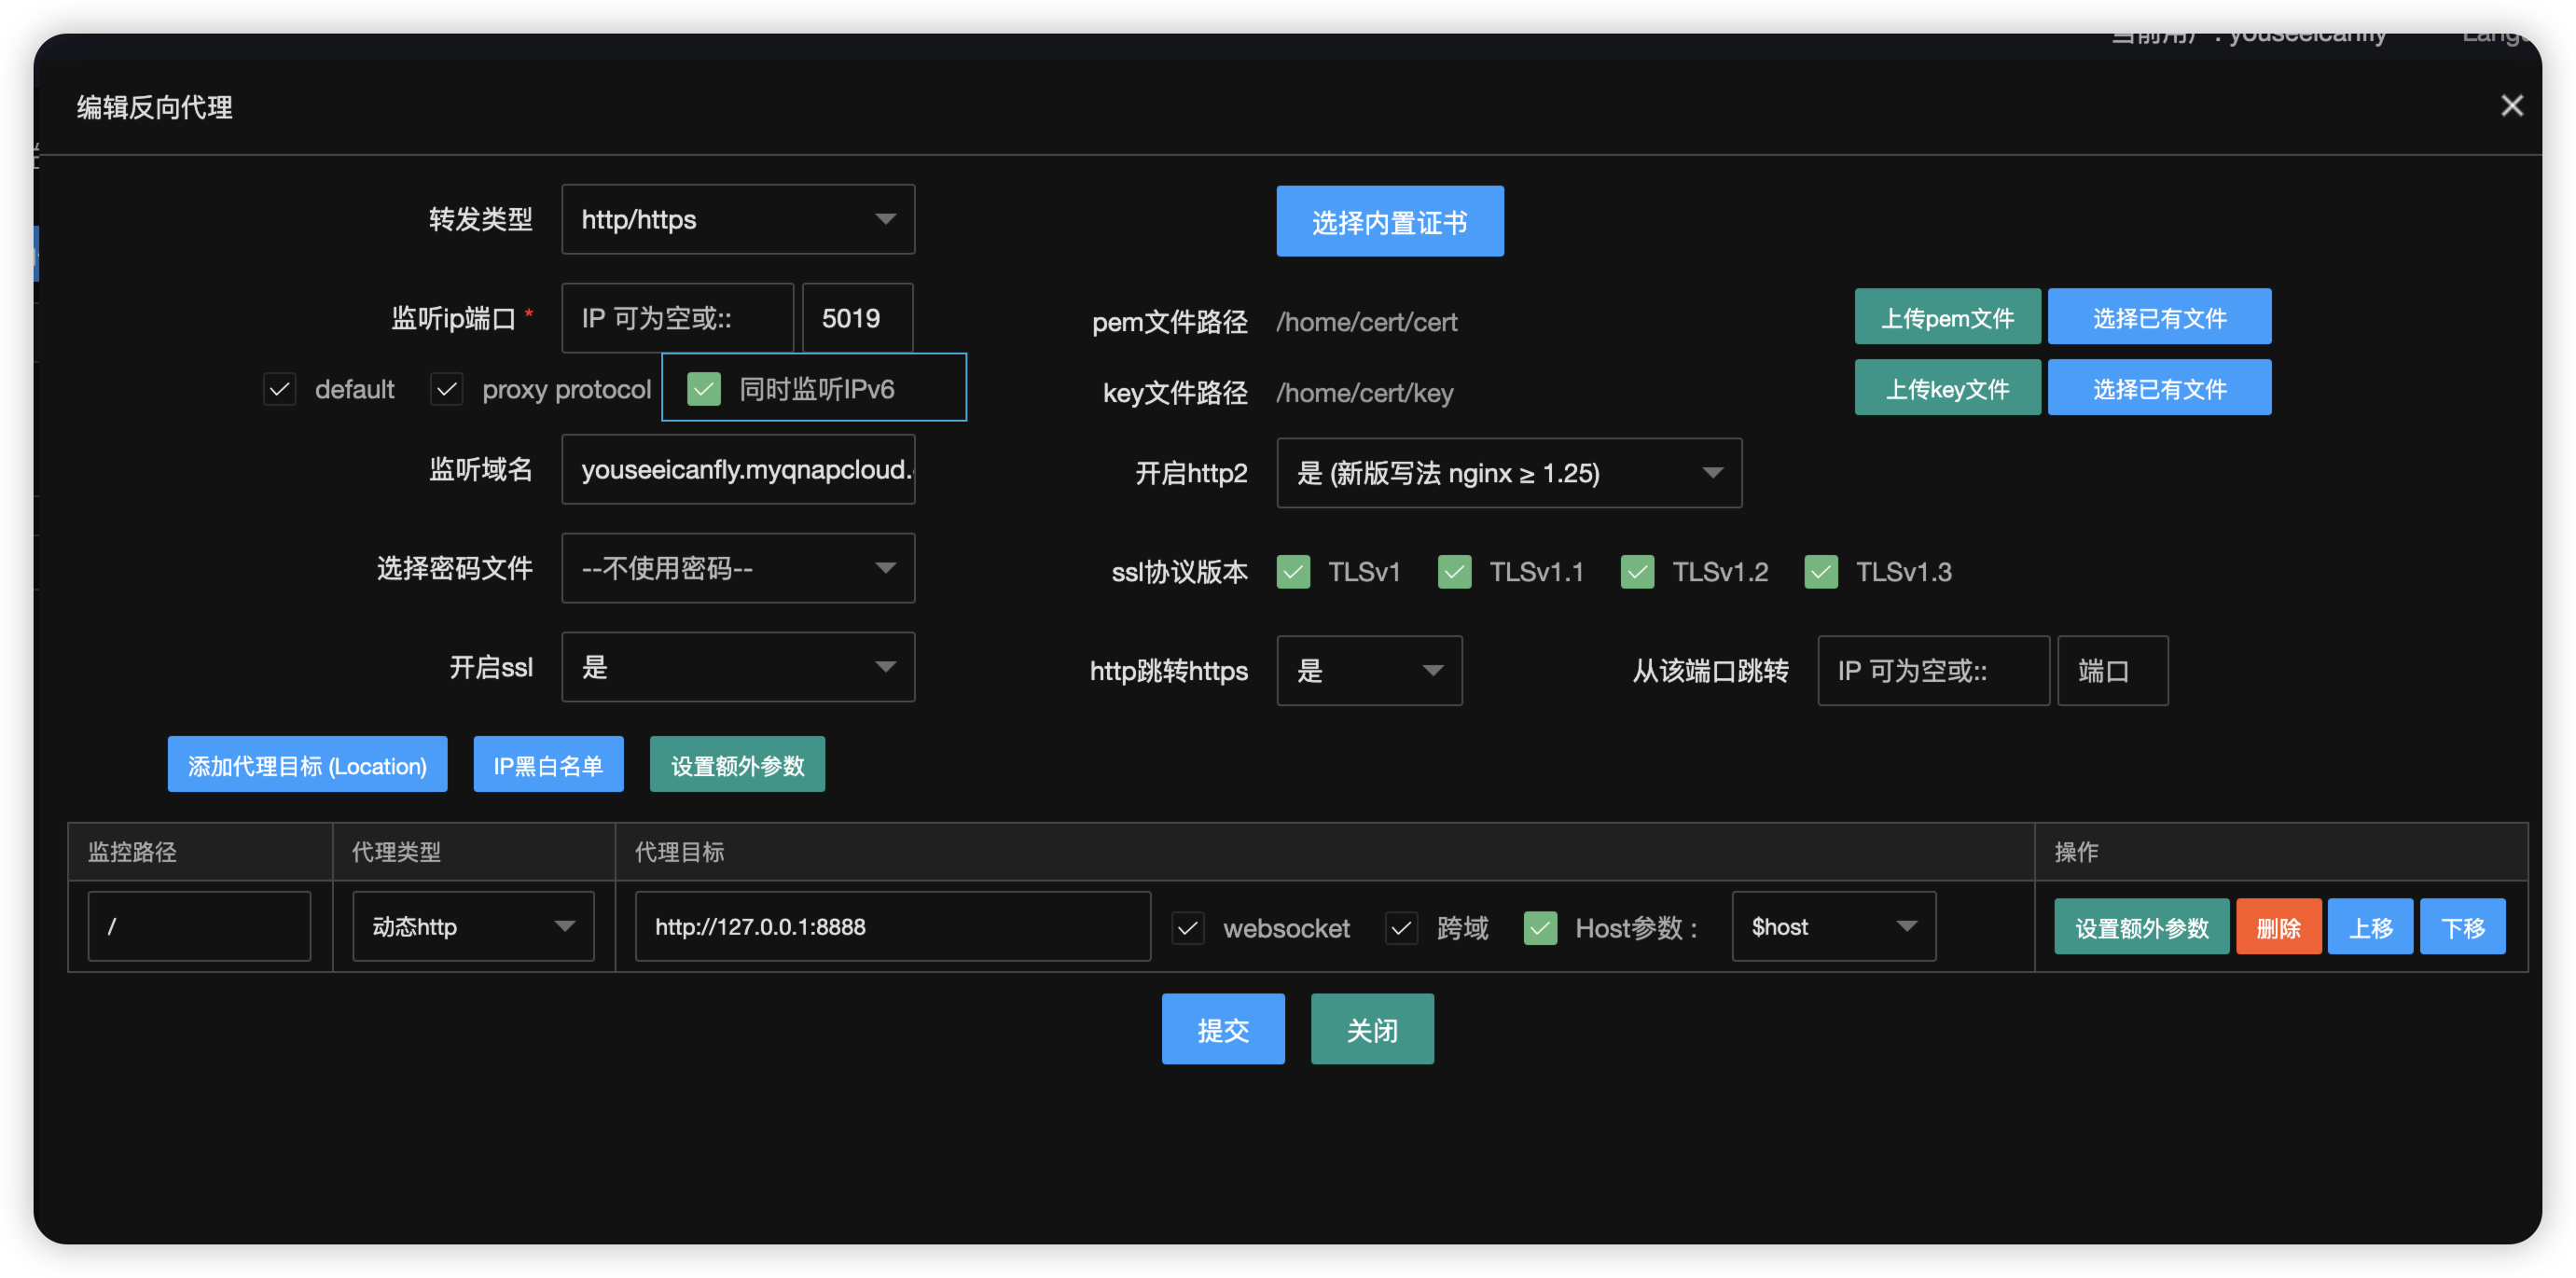 youseeicanfly
编辑反向代理
转发类型 http/https 选择内置证书
监听ip端口 * IP 可为空或:: 5019 pem文件路径 /home/cert/cert 上传pem文件 选择已有文件
default proxy protocol 同时监听IPv6 key文件路径 /home/cert/key 上传key文件 选择已有文件
监听域名 youseeicanfly.myqnapcloud. 开启http2 是 (新版写法 nginx ≥ 1.25)
选择密码文件 --不使用密码-- ssl协议版本 TLSv1 TLSv1.1 TLSv1.2 TLSv1.3
开启ssl 是 http跳转https 是 从该端口跳转 IP 可为空或:: 端口
添加代理目标 (Location) IP黑白名单 设置额外参数
监控路径 代理类型 代理目标 操作
/ 动态http http://127.0.0.1:8888 websocket 跨域 Host参数 : $host 设置额外参数 删除 上移 下移
提交 关闭